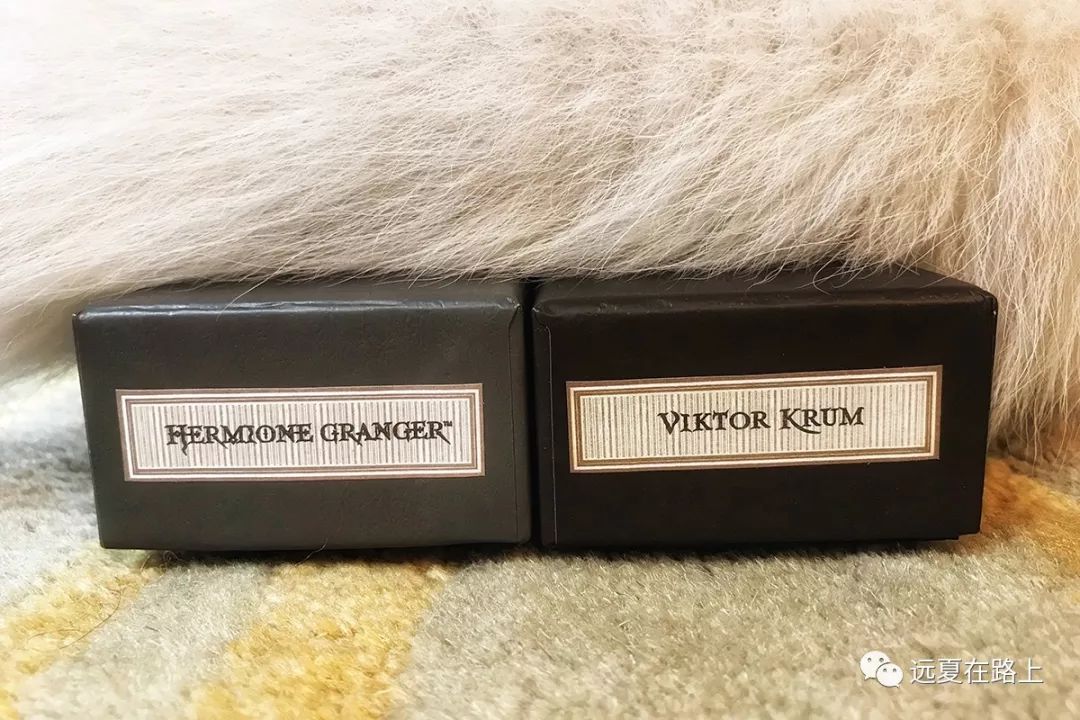 HERMIONE GRANGER™
VIKTOR KRUM
远夏在路上